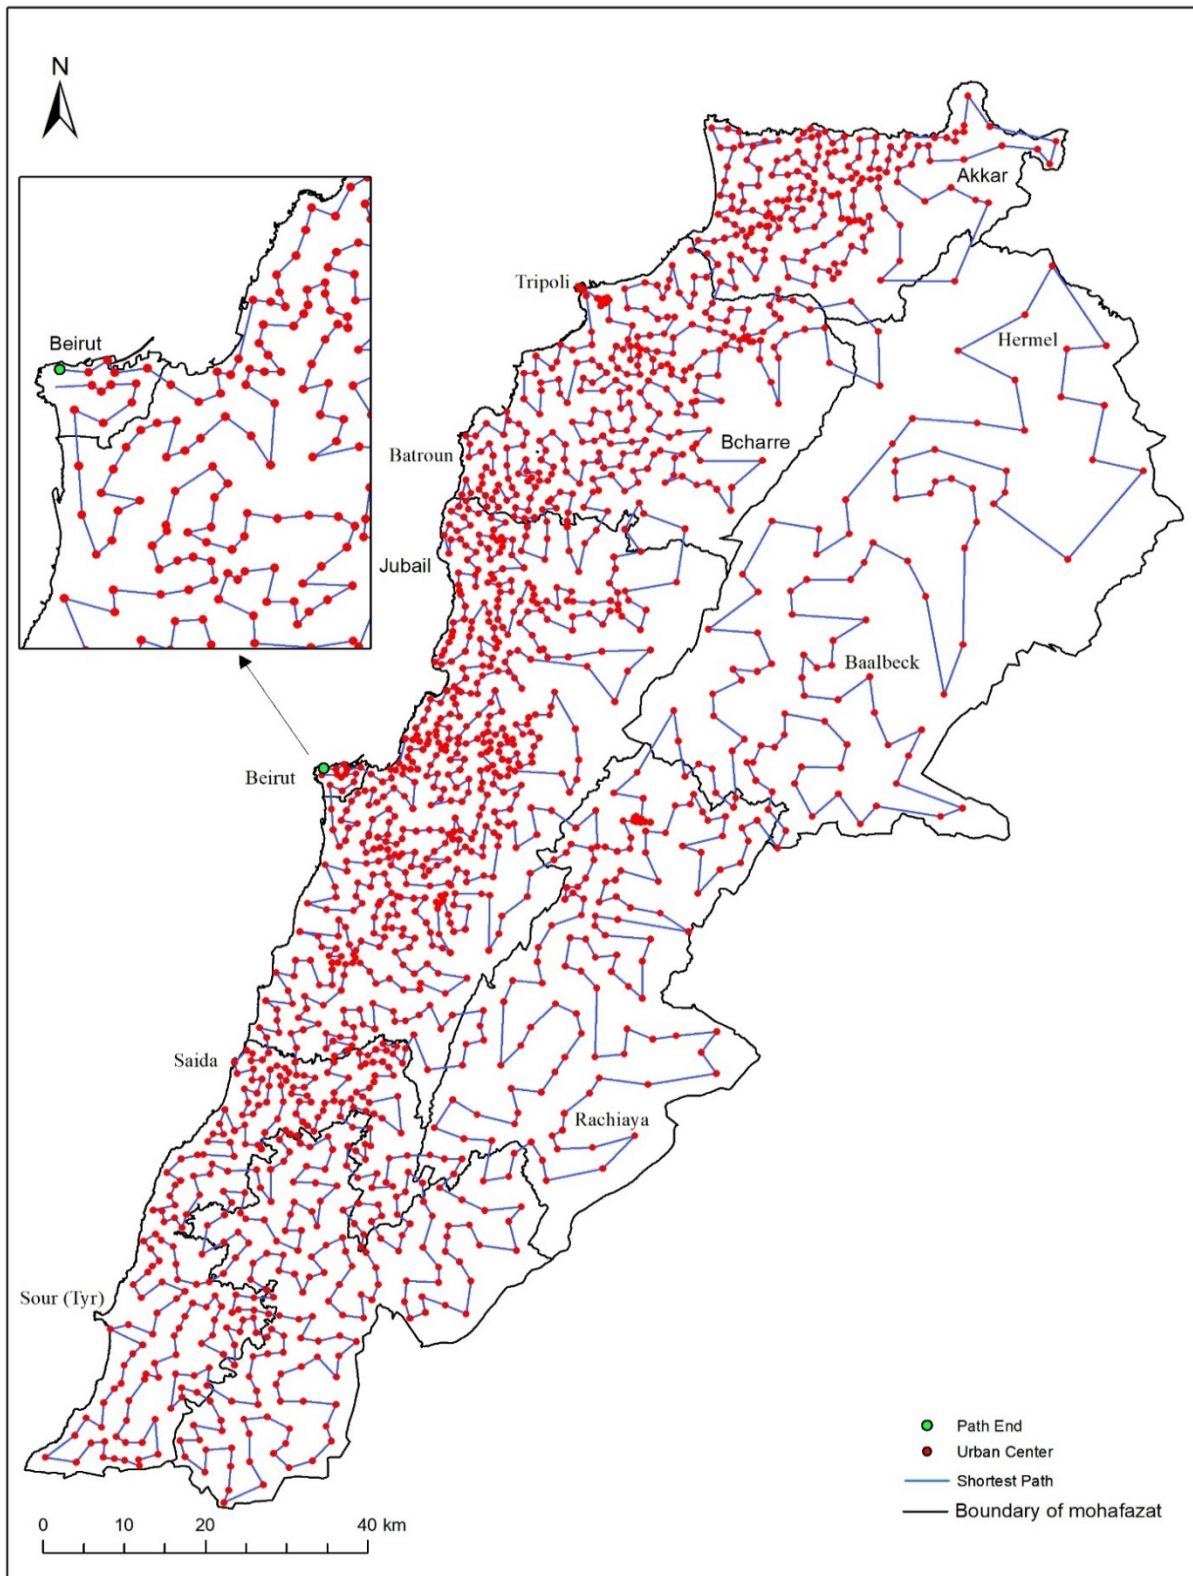 N
Akkar
Tripoli
Hermel
Beirut
Batroun
Bcharre
Jubail
Baalbeck
Beirut
Saida
Rachiaya
Sour (Tyr)
Path End
Urban Center
Shortest Path
Boundary of mohafazat
0 10 20 40 km